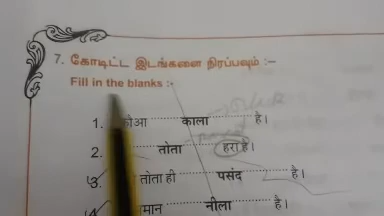 7. கோடிட்ட இடங்களை நிரப்பவும் :–
Fill in the blanks :-
1. काला है।
2. तोता हरा है।
3. तोता ही पसंद है।
नीला है।